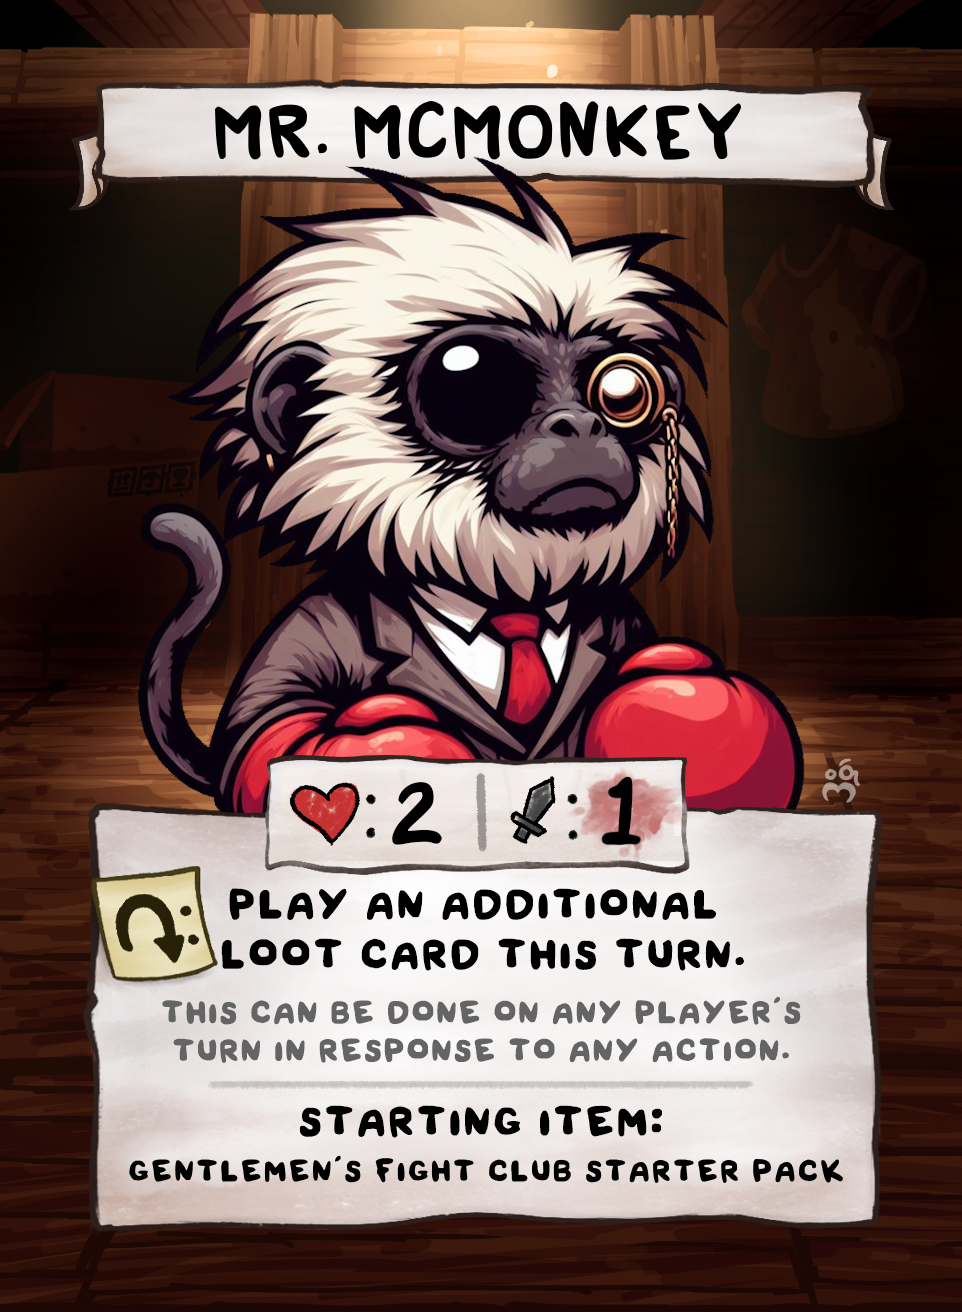 MR. MCMONKEY
:2 | :1
PLAY AN ADDITIONAL
LOOT CARD THIS TURN.
THIS CAN BE DONE ON ANY PLAYER'S
TURN IN RESPONSE TO ANY ACTION.
STARTING ITEM:
GENTLEMEN'S FIGHT CLUB STARTER PACK